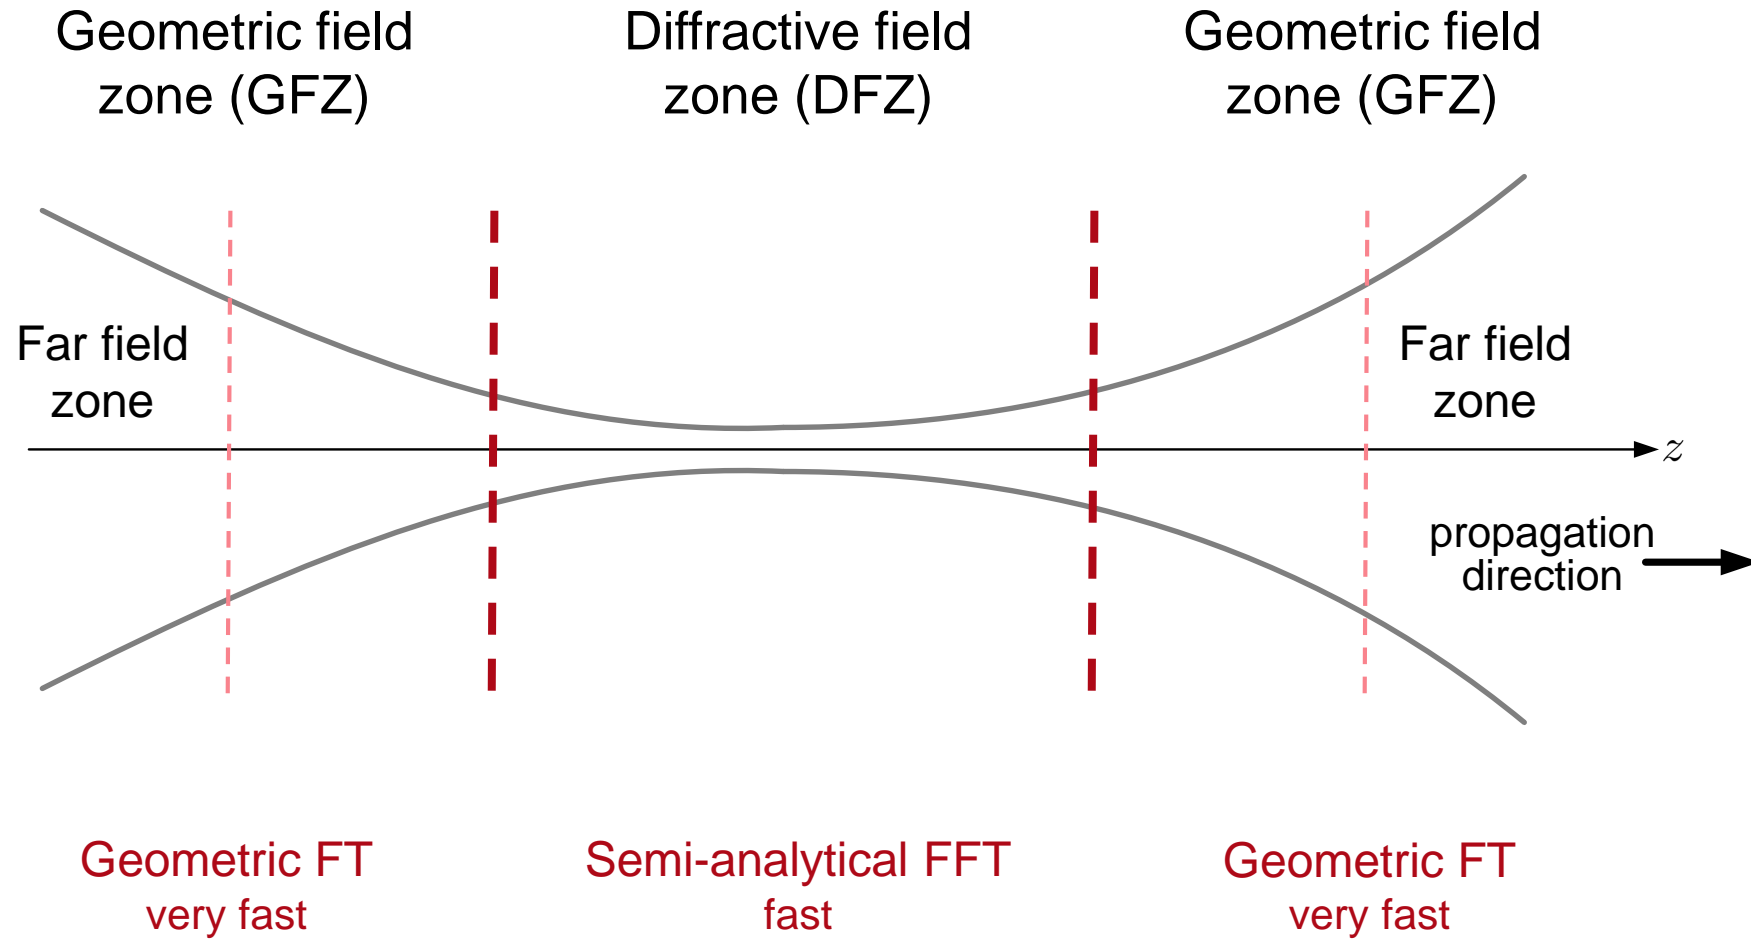 Geometric field
zone (GFZ)
Diffractive field
zone (DFZ)
Geometric field
zone (GFZ)
Far field
zone
Far field
zone
z
propagation
direction
Geometric FT
very fast
Semi-analytical FFT
fast
Geometric FT
very fast